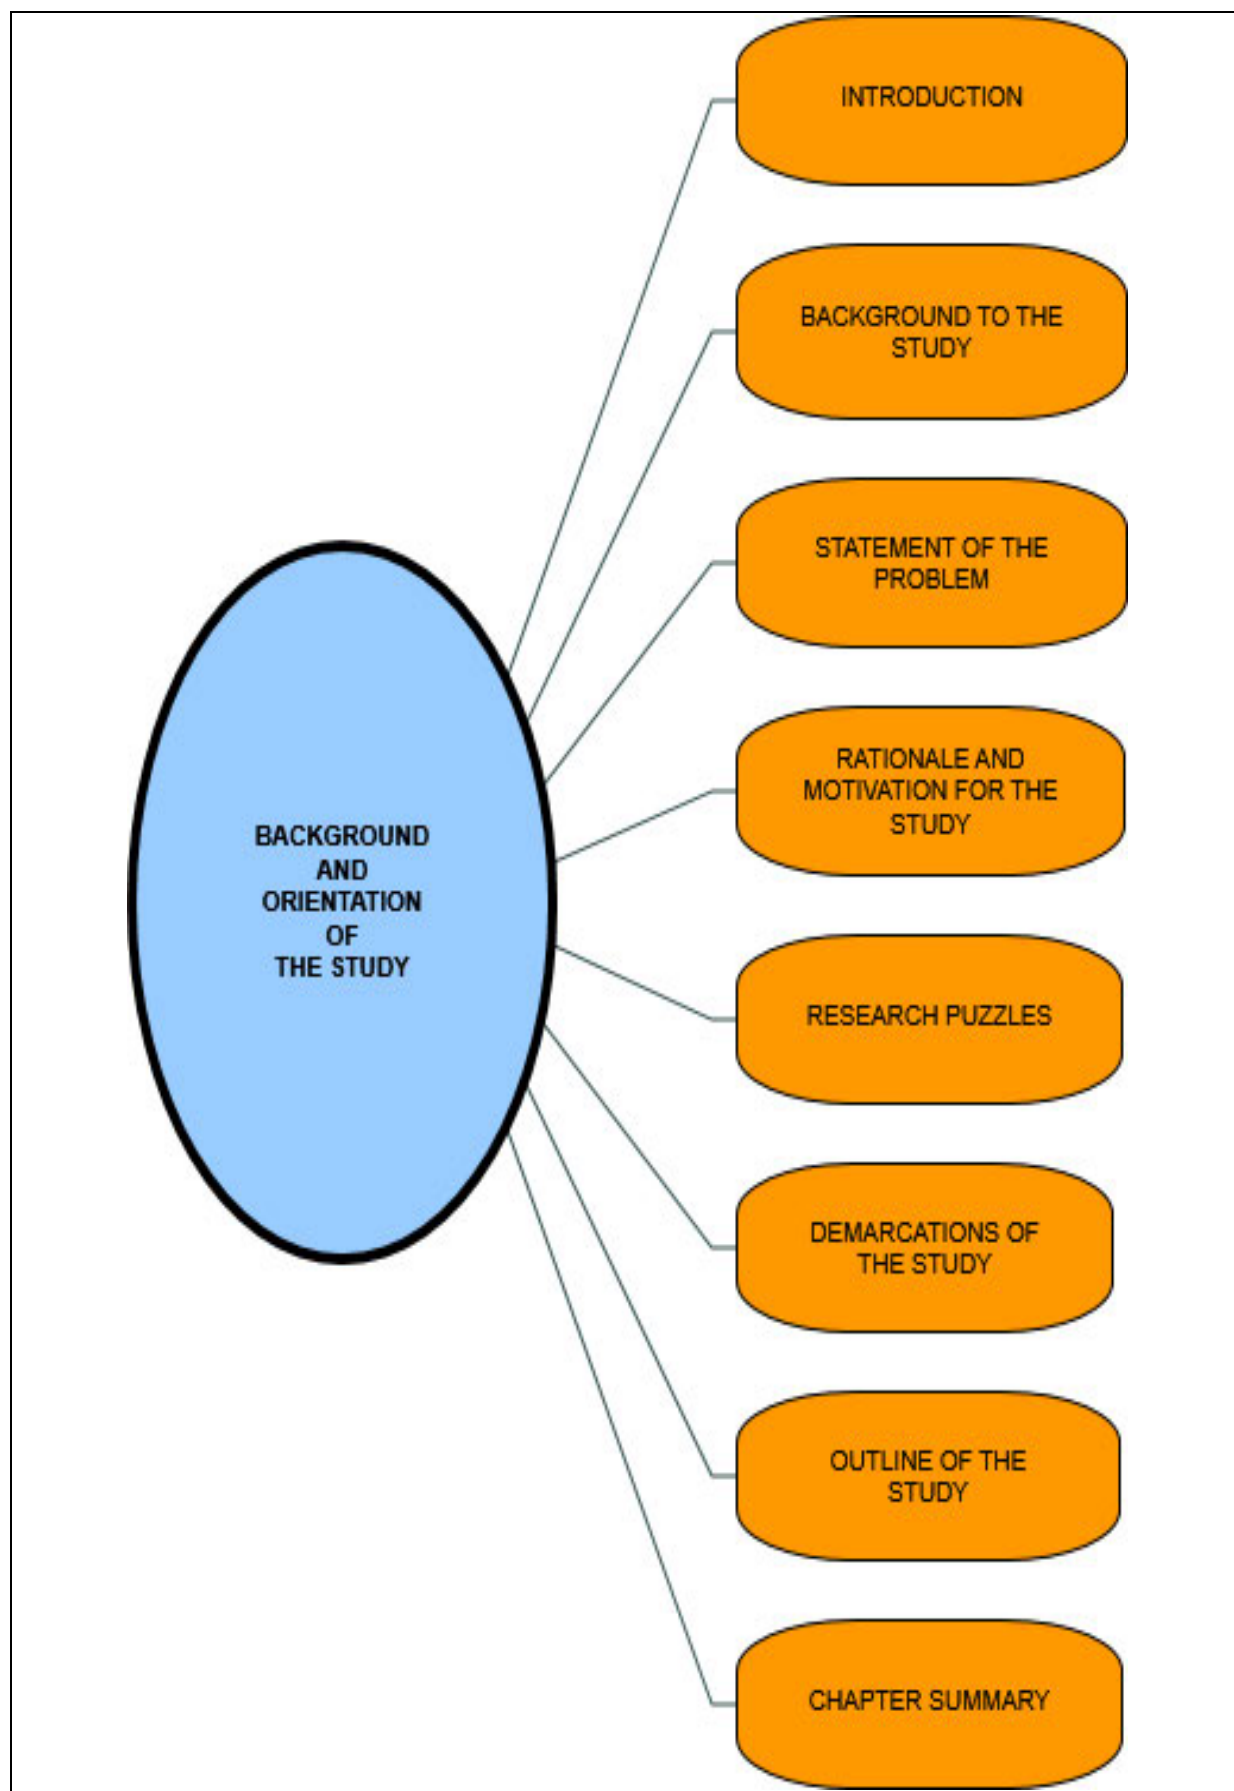 INTRODUCTION
BACKGROUND TO THE
STUDY
STATEMENT OF THE
PROBLEM
RATIONALE AND
MOTIVATION FOR THE
STUDY
BACKGROUND
AND
ORIENTATION
OF
THE STUDY
RESEARCH PUZZLES
DEMARCATIONS OF
THE STUDY
OUTLINE OF THE
STUDY
CHAPTER SUMMARY